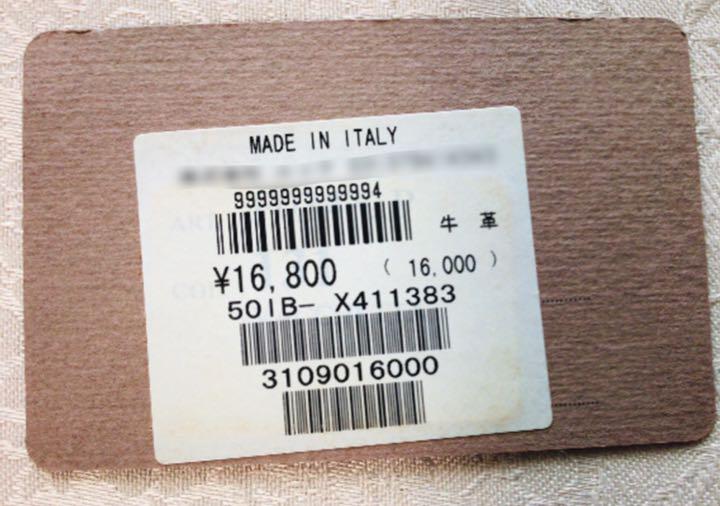 MADE IN ITALY
9999999999994
牛 革
¥16,800 ( 16,000 )
50IB- X411383
3109016000